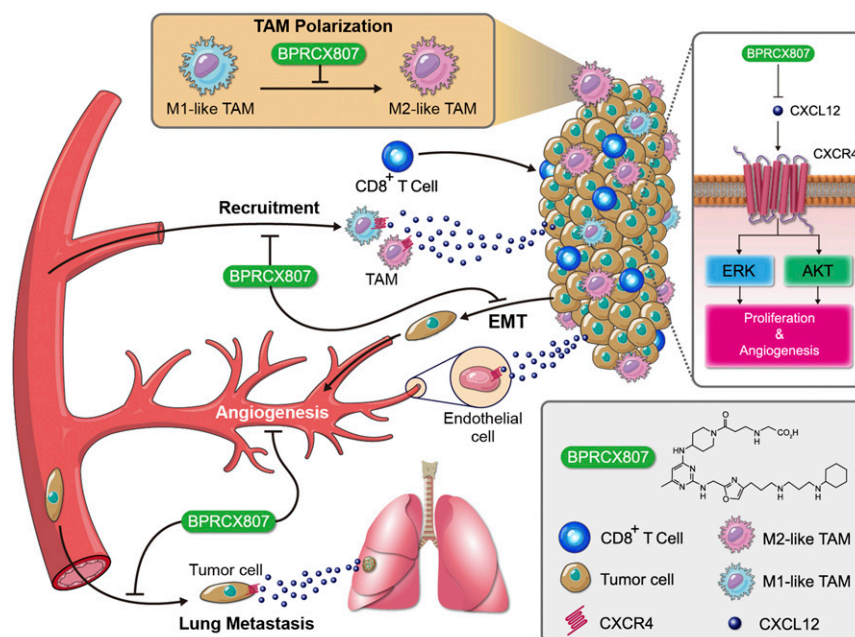 TAM Polarization
BPRCX807
M1-like TAM
M2-like TAM
BPRCX807
CXCL12
CXCR4
ERK
AKT
Proliferation
&
Angiogenesis
CD8+ T Cell
Recruitment
TAM
BPRCX807
EMT
Angiogenesis
Endothelial
cell
BPRCX807
Tumor cell
Lung Metastasis
BPRCX807
O
N
N
H
CO₂H
HN
N
N
N
H
N
O
N
H
N
H
CD8+ T Cell
M2-like TAM
Tumor cell
M1-like TAM
CXCR4
CXCL12